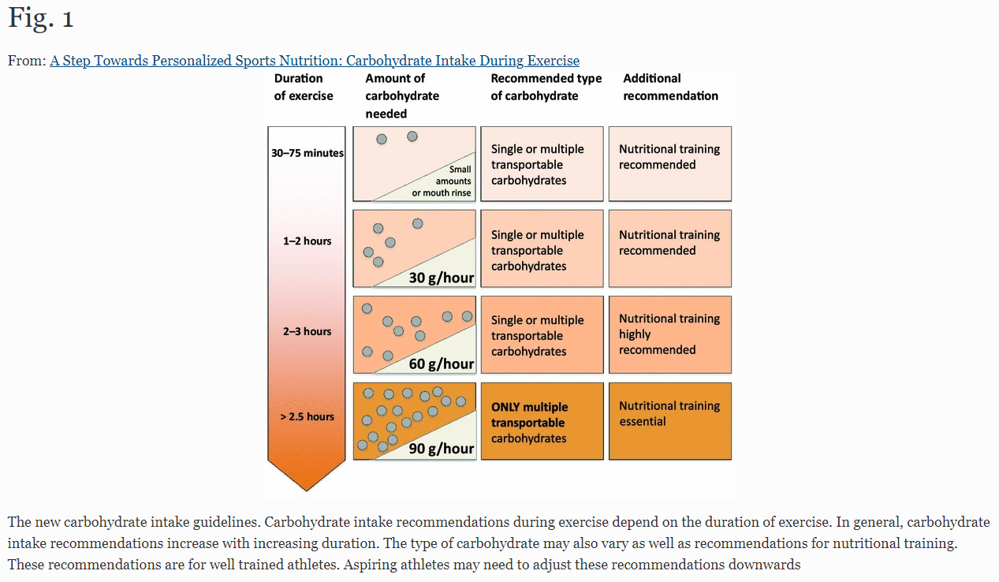 Fig. 1
From: A Step Towards Personalized Sports Nutrition: Carbohydrate Intake During Exercise
Duration
of exercise
Amount of
carbohydrate
needed
Recommended type
of carbohydrate
Additional
recommendation
30–75 minutes
Small
amounts
or mouth rinse
Single or multiple
transportable
carbohydrates
Nutritional training
recommended
1–2 hours
30 g/hour
Single or multiple
transportable
carbohydrates
Nutritional training
recommended
2–3 hours
60 g/hour
Single or multiple
transportable
carbohydrates
Nutritional training
highly
recommended
> 2.5 hours
90 g/hour
ONLY multiple
transportable
carbohydrates
Nutritional training
essential
The new carbohydrate intake guidelines. Carbohydrate intake recommendations during exercise depend on the duration of exercise. In general, carbohydrate
intake recommendations increase with increasing duration. The type of carbohydrate may also vary as well as recommendations for nutritional training.
These recommendations are for well trained athletes. Aspiring athletes may need to adjust these recommendations downwards